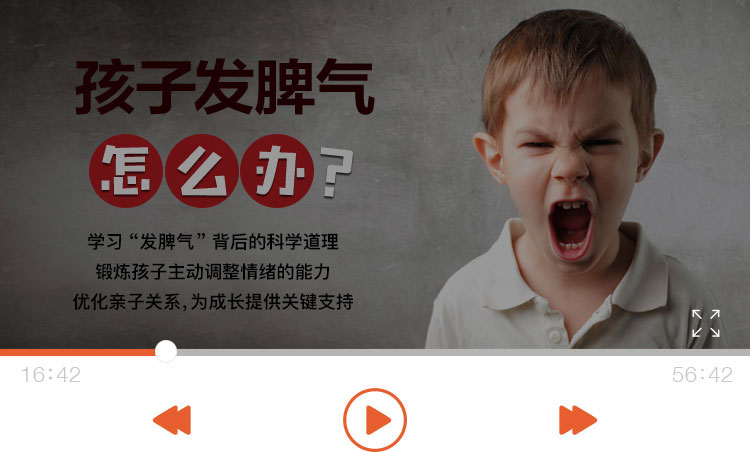 孩子发脾气
怎么办?
学习“发脾气”背后的科学道理
锻炼孩子主动调整情绪的能力
优化亲子关系,为成长提供关键支持
16:42
56:42